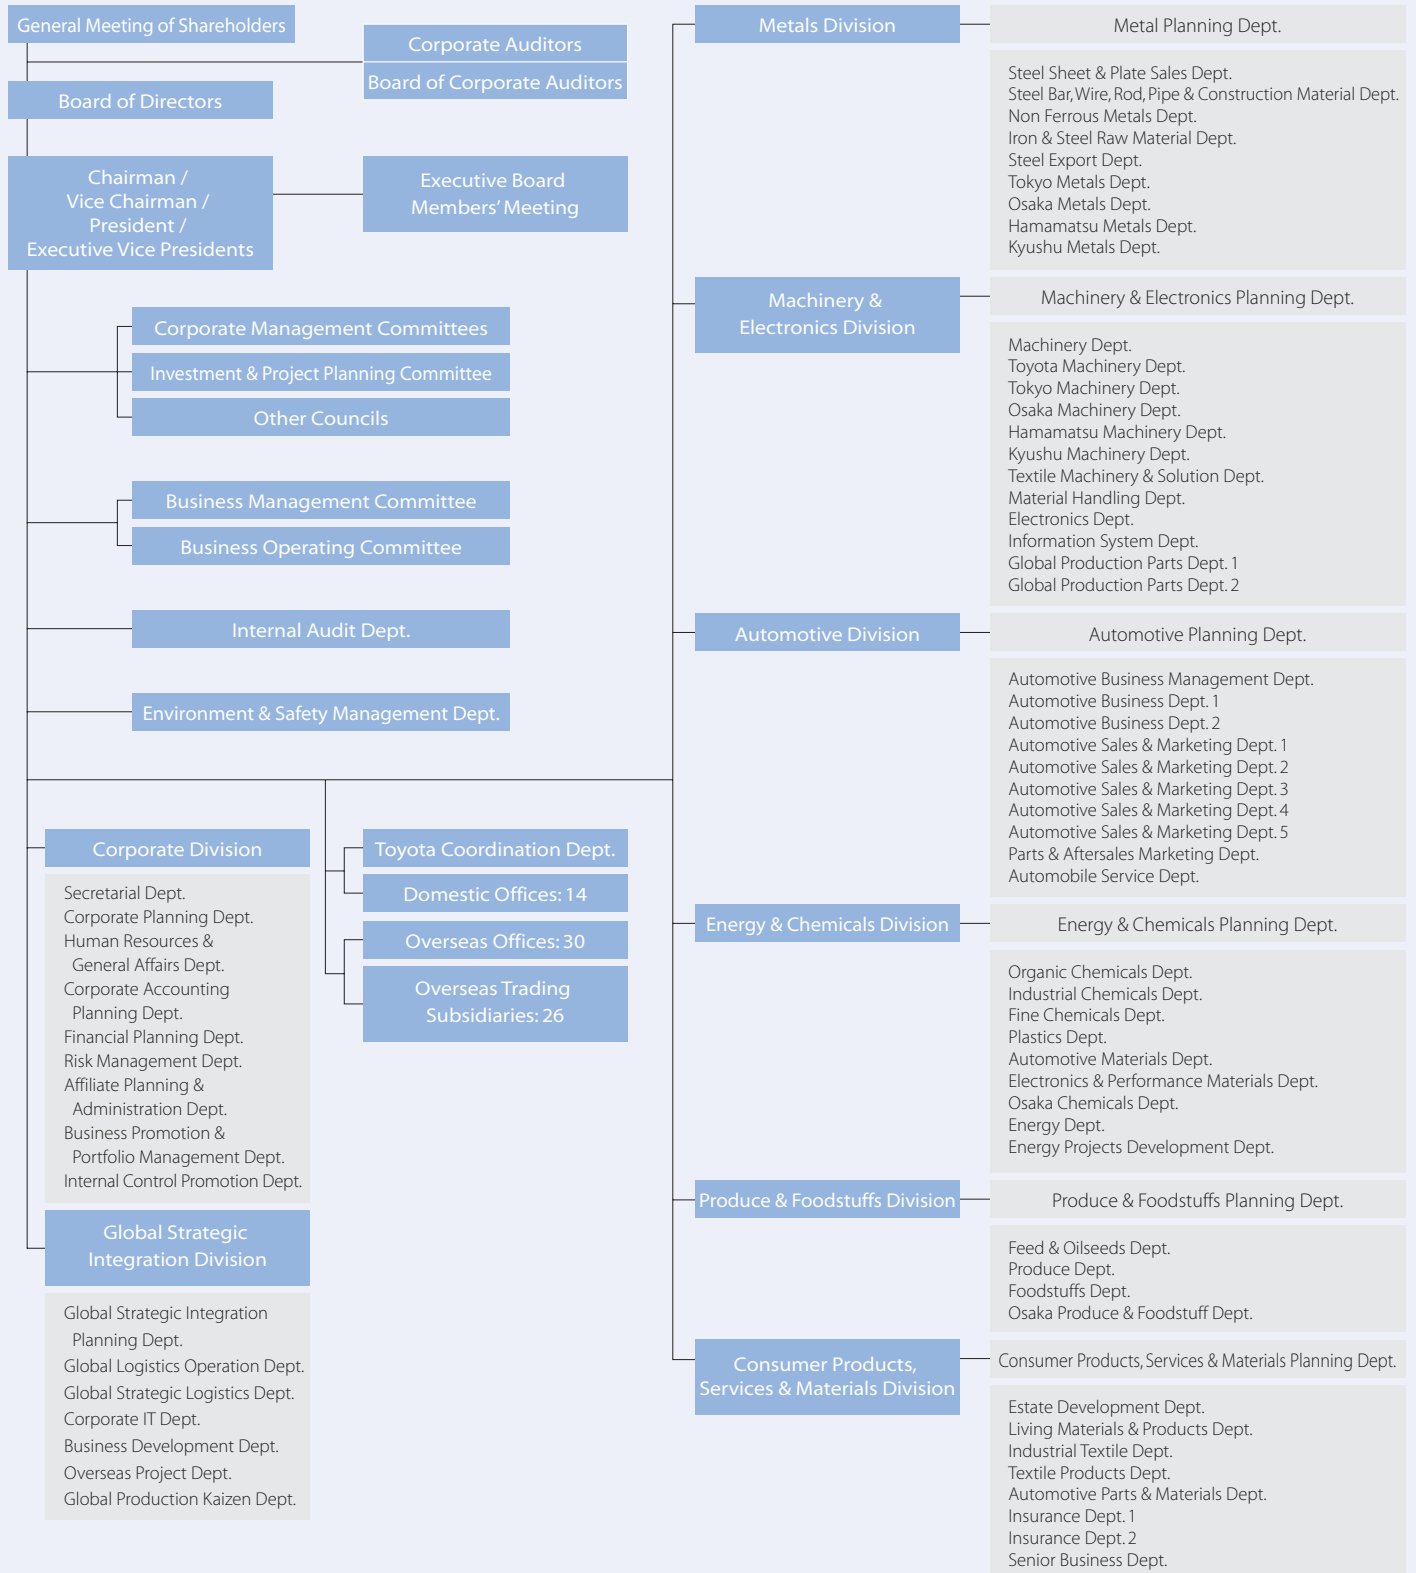 General Meeting of Shareholders
Corporate Auditors
Board of Corporate Auditors
Board of Directors
Chairman /
Vice Chairman /
President /
Executive Vice Presidents
Executive Board
Members' Meeting
Corporate Management Committees
Investment & Project Planning Committee
Other Councils
Business Management Committee
Business Operating Committee
Internal Audit Dept.
Environment & Safety Management Dept.
Corporate Division
Secretarial Dept.
Corporate Planning Dept.
Human Resources &
General Affairs Dept.
Corporate Accounting
Planning Dept.
Financial Planning Dept.
Risk Management Dept.
Affiliate Planning &
Administration Dept.
Business Promotion &
Portfolio Management Dept.
Internal Control Promotion Dept.
Global Strategic
Integration Division
Global Strategic Integration
Planning Dept.
Global Logistics Operation Dept.
Global Strategic Logistics Dept.
Corporate IT Dept.
Business Development Dept.
Overseas Project Dept.
Global Production Kaizen Dept.
Toyota Coordination Dept.
Domestic Offices: 14
Overseas Offices: 30
Overseas Trading
Subsidiaries: 26
Metals Division
Metal Planning Dept.
Steel Sheet & Plate Sales Dept.
Steel Bar, Wire, Rod, Pipe & Construction Material Dept.
Non Ferrous Metals Dept.
Iron & Steel Raw Material Dept.
Steel Export Dept.
Tokyo Metals Dept.
Osaka Metals Dept.
Hamamatsu Metals Dept.
Kyushu Metals Dept.
Machinery &
Electronics Division
Machinery & Electronics Planning Dept.
Machinery Dept.
Toyota Machinery Dept.
Tokyo Machinery Dept.
Osaka Machinery Dept.
Hamamatsu Machinery Dept.
Kyushu Machinery Dept.
Textile Machinery & Solution Dept.
Material Handling Dept.
Electronics Dept.
Information System Dept.
Global Production Parts Dept. 1
Global Production Parts Dept. 2
Automotive Division
Automotive Planning Dept.
Automotive Business Management Dept.
Automotive Business Dept. 1
Automotive Business Dept. 2
Automotive Sales & Marketing Dept. 1
Automotive Sales & Marketing Dept. 2
Automotive Sales & Marketing Dept. 3
Automotive Sales & Marketing Dept. 4
Automotive Sales & Marketing Dept. 5
Parts & Aftersales Marketing Dept.
Automobile Service Dept.
Energy & Chemicals Division
Energy & Chemicals Planning Dept.
Organic Chemicals Dept.
Industrial Chemicals Dept.
Fine Chemicals Dept.
Plastics Dept.
Automotive Materials Dept.
Electronics & Performance Materials Dept.
Osaka Chemicals Dept.
Energy Dept.
Energy Projects Development Dept.
Produce & Foodstuffs Division
Produce & Foodstuffs Planning Dept.
Feed & Oilseeds Dept.
Produce Dept.
Foodstuffs Dept.
Osaka Produce & Foodstuff Dept.
Consumer Products,
Services & Materials Division
Consumer Products, Services & Materials Planning Dept.
Estate Development Dept.
Living Materials & Products Dept.
Industrial Textile Dept.
Textile Products Dept.
Automotive Parts & Materials Dept.
Insurance Dept. 1
Insurance Dept. 2
Senior Business Dept.